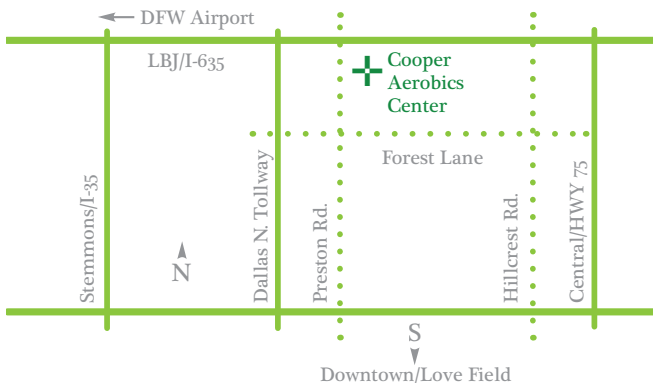 DFW Airport
LBJ/I-635
Cooper
Aerobics
Center
Forest Lane
Stemmons/I-35
Dallas N. Tollway
Preston Rd.
Hillcrest Rd.
Central/HWY 75
N
S
Downtown/Love Field